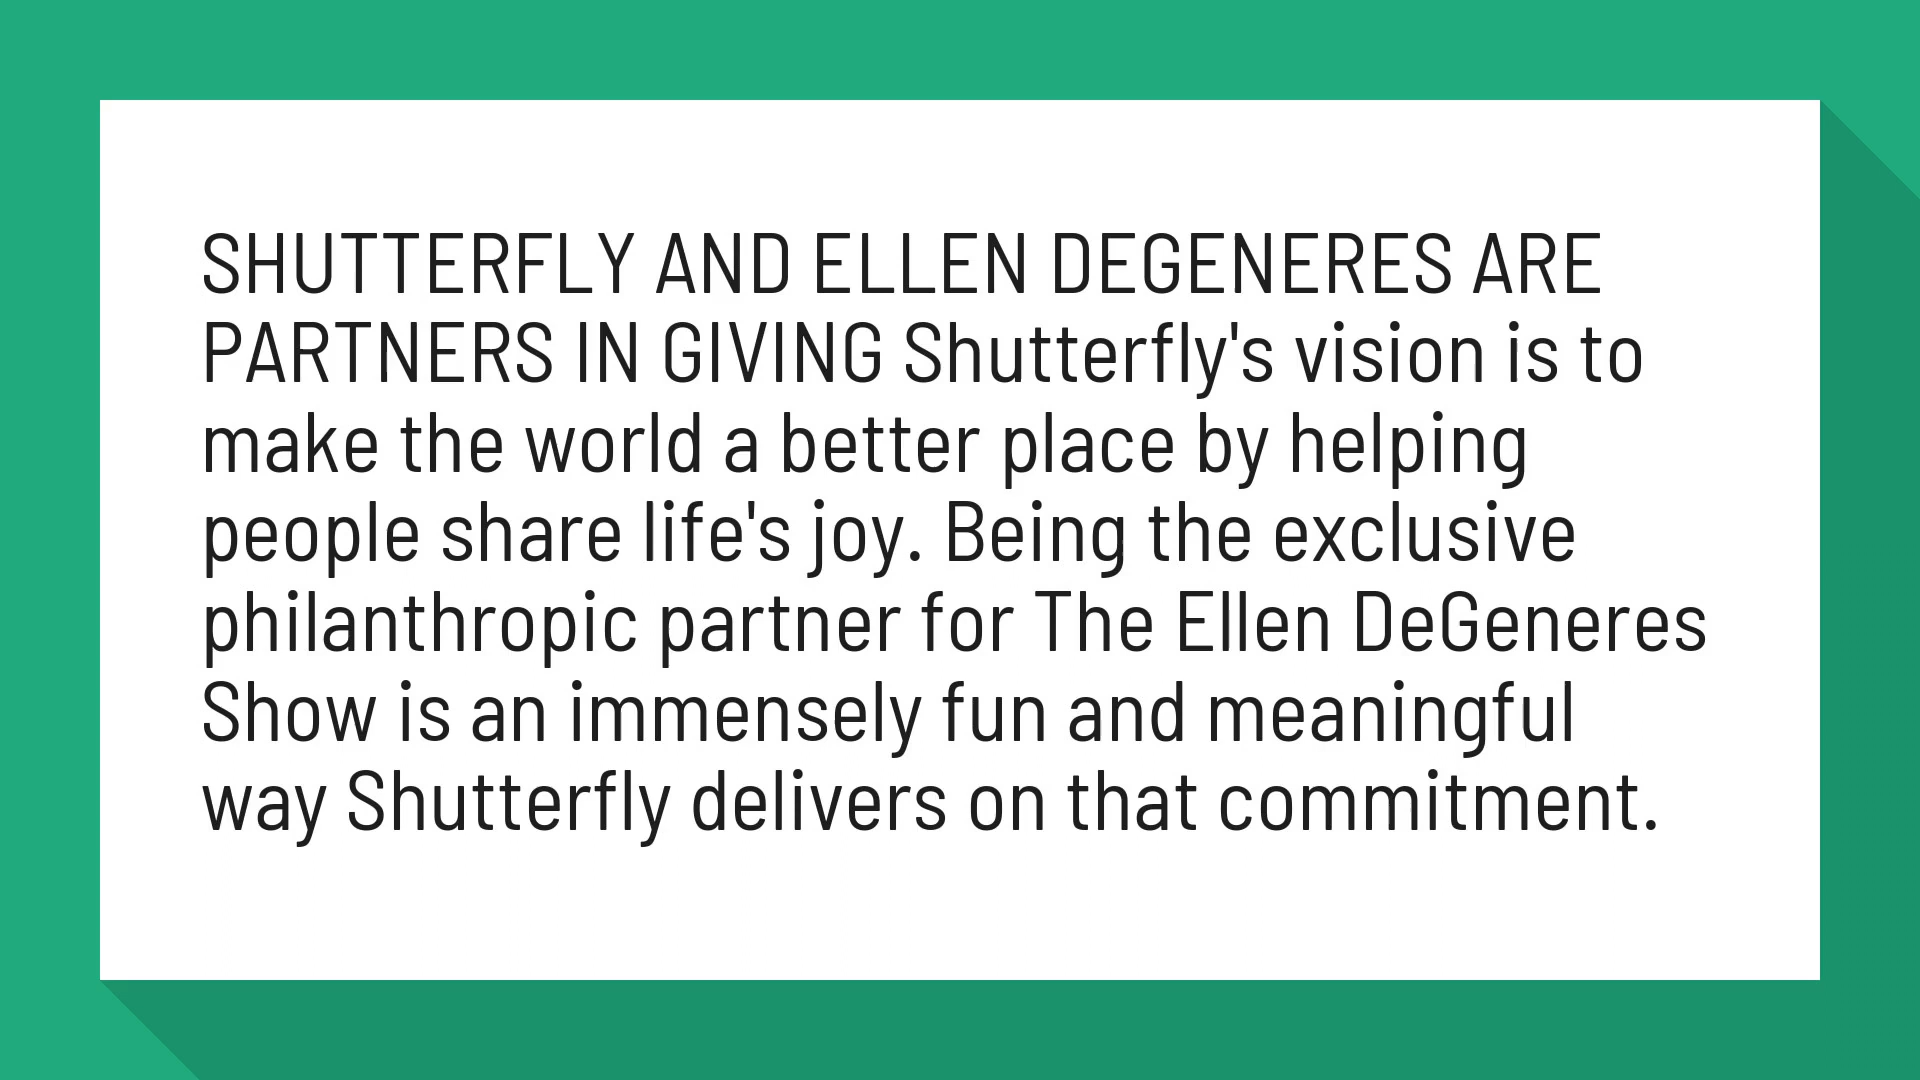 SHUTTERFLY AND ELLEN DEGENERES ARE
PARTNERS IN GIVING Shutterfly's vision is to
make the world a better place by helping
people share life's joy. Being the exclusive
philanthropic partner for The Ellen DeGeneres
Show is an immensely fun and meaningful
way Shutterfly delivers on that commitment.